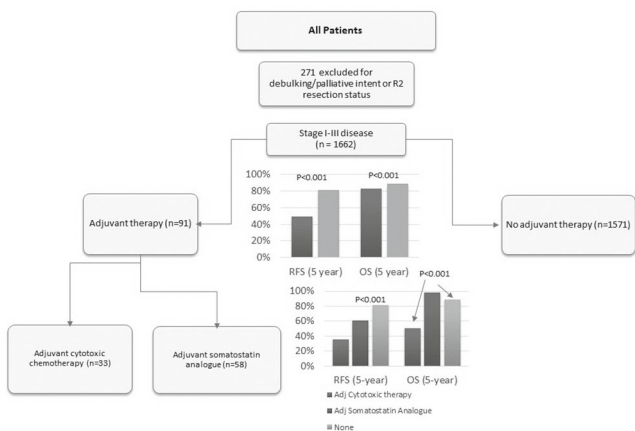 All Patients
271 excluded for
debulking/palliative intent or R2
resection status
Stage I-III disease
(n = 1662)
P<0.001
P<0.001
100%
80%
60%
40%
20%
0%
RFS (5 year)
OS (5 year)
Adjuvant therapy (n=91)
No adjuvant therapy (n=1571)
P<0.001
100%
80%
60%
40%
20%
0%
P<0.001
RFS (5-year)
OS (5-year)
Adjuvant cytotoxic
chemotherapy (n=33)
Adjuvant somatostatin
analogue (n=58)
Adj Cytotoxic therapy
Adj Somatostatin Analogue
None